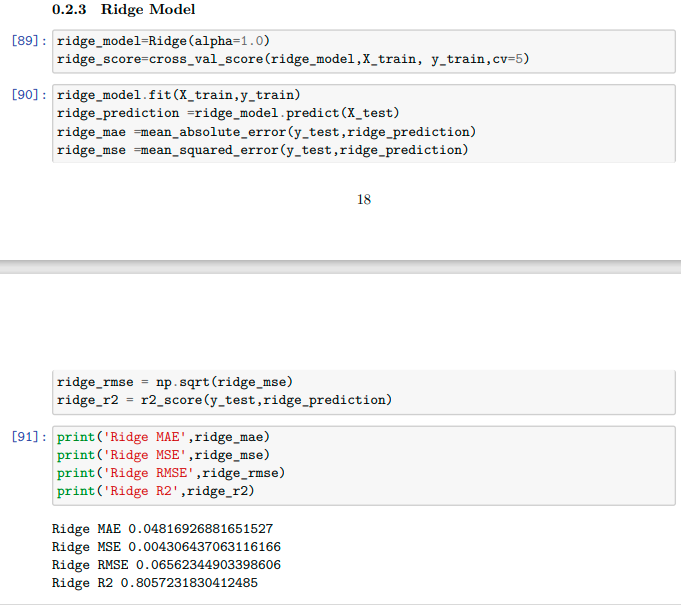 0.2.3 Ridge Model
[89]: ridge_model=Ridge(alpha=1.0)
ridge_score=cross_val_score(ridge_model,X_train, y_train,cv=5)
[90]: ridge_model.fit(X_train,y_train)
ridge_prediction =ridge_model.predict(X_test)
ridge_mae =mean_absolute_error(y_test,ridge_prediction)
ridge_mse =mean_squared_error(y_test,ridge_prediction)
18
ridge_rmse = np.sqrt(ridge_mse)
ridge_r2 = r2_score(y_test,ridge_prediction)
[91]: print('Ridge MAE',ridge_mae)
print('Ridge MSE',ridge_mse)
print('Ridge RMSE',ridge_rmse)
print('Ridge R2',ridge_r2)
Ridge MAE 0.04816926881651527
Ridge MSE 0.004306437063116166
Ridge RMSE 0.06562344903398606
Ridge R2 0.8057231830412485